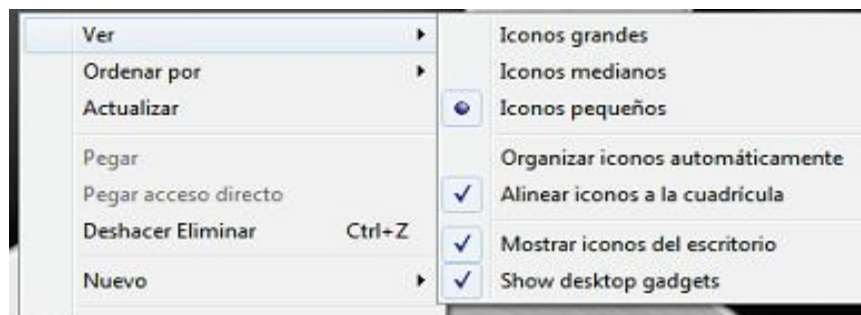 Ver
Ordenar por
Actualizar
Pegar
Pegar acceso directo
Deshacer Eliminar Ctrl+Z
Nuevo
Iconos grandes
Iconos medianos
Iconos pequeños
Organizar iconos automáticamente
Alinear iconos a la cuadrícula
Mostrar iconos del escritorio
Show desktop gadgets